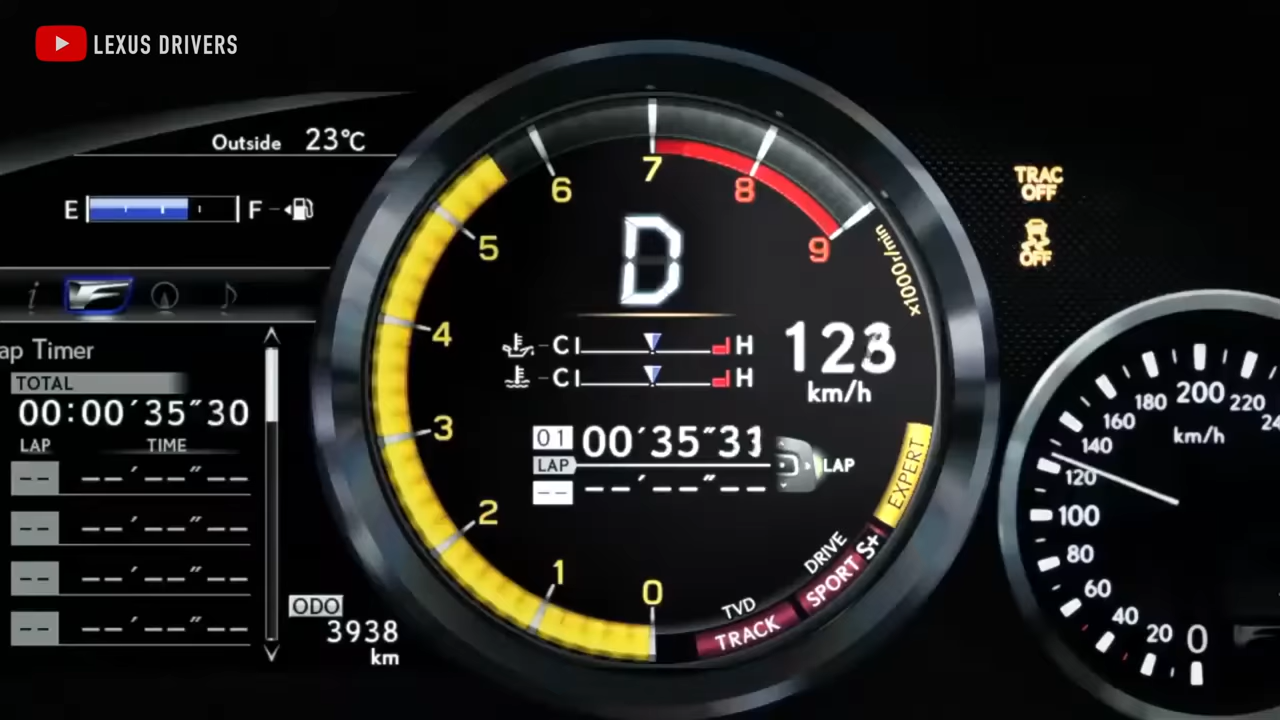 LEXUS DRIVERS
Outside 23°C
E F
TRAC
OFF
OFF
i
ap Timer
TOTAL
00:00´35˝30
LAP TIME
-- --´--˝--
-- --´--˝--
-- --´--˝--
-- --´--˝--
ODO
3938
km
0
1
2
3
4
5
6
7
8
9
x1000r/min
D
C H
C H
km/h
01 00´35˝31
LAP
LAP
-- --´--˝--
EXPERT
DRIVE
SPORT S+
TVD
TRACK
0
20
40
60
80
100
120
140
160
180
200
220
km/h